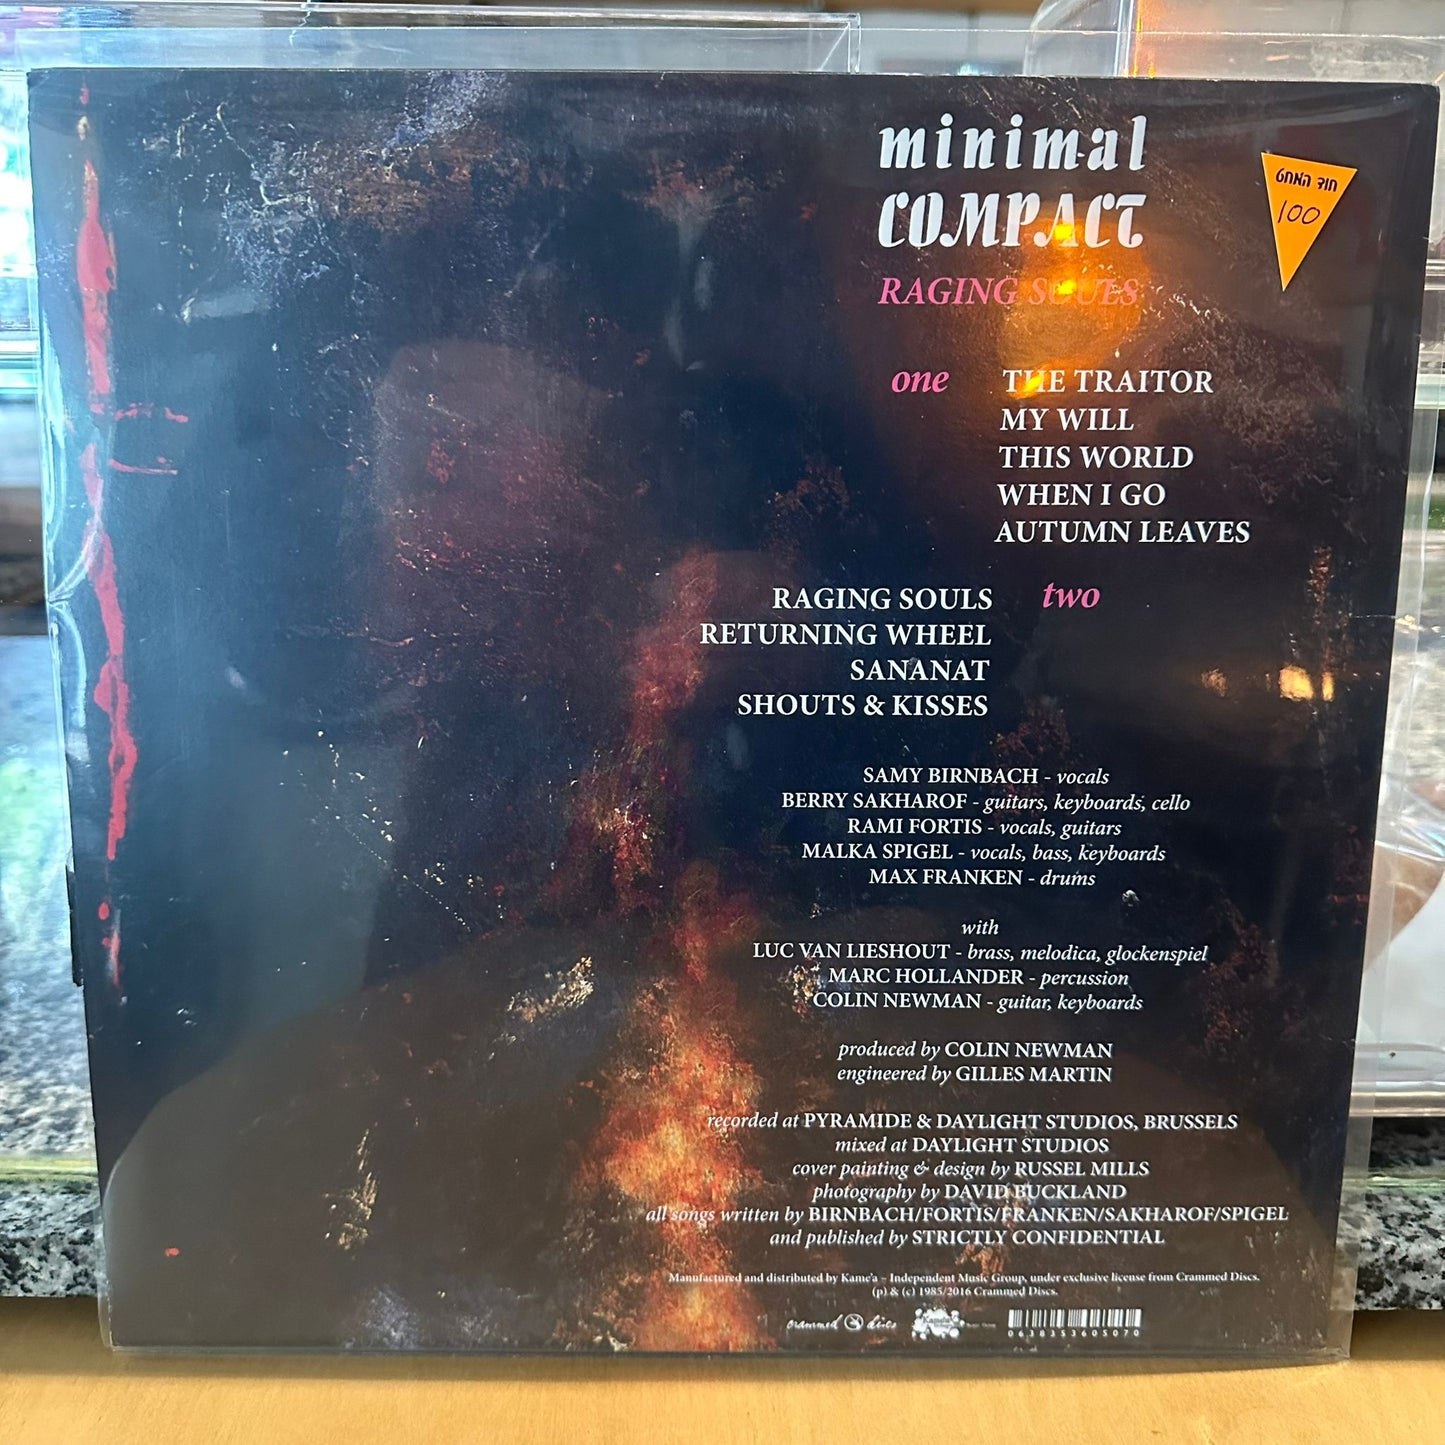 minimal
COMPACT
RAGING SOULS
חוד המחט
100
one
THE TRAITOR
MY WILL
THIS WORLD
WHEN I GO
AUTUMN LEAVES
two
RAGING SOULS
RETURNING WHEEL
SANANAT
SHOUTS & KISSES
SAMY BIRNBACH - vocals
BERRY SAKHAROF - guitars, keyboards, cello
RAMI FORTIS - vocals, guitars
MALKA SPIGEL - vocals, bass, keyboards
MAX FRANKEN - drums
with
LUC VAN LIESHOUT - brass, melodica, glockenspiel
MARC HOLLANDER - percussion
COLIN NEWMAN - guitar, keyboards
produced by COLIN NEWMAN
engineered by GILLES MARTIN
recorded at PYRAMIDE & DAYLIGHT STUDIOS, BRUSSELS
mixed at DAYLIGHT STUDIOS
cover painting & design by RUSSEL MILLS
photography by DAVID BUCKLAND
all songs written by BIRNBACH/FORTIS/FRANKEN/SAKHAROF/SPIGEL
and published by STRICTLY CONFIDENTIAL
Manufactured and distributed by Kame'a – Independent Music Group, under exclusive license from Crammed Discs.
(p) & (c) 1985/2016 Crammed Discs.
crammed discs
Kame'a
0638353605070